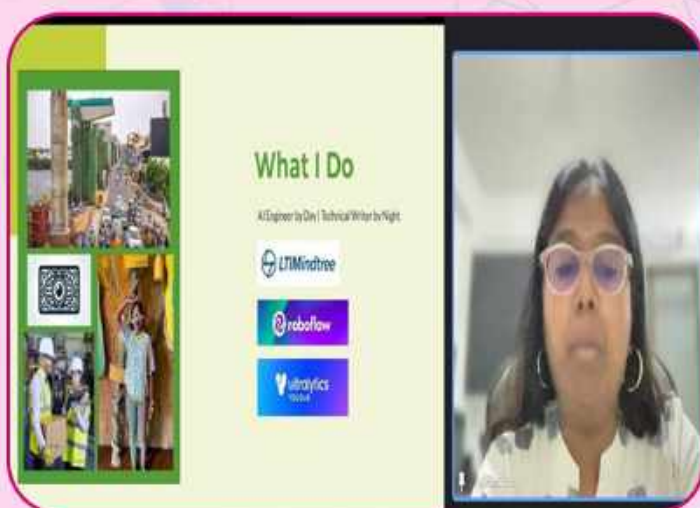 What I Do
AI Engineer by Day | Technical Writer by Night
LTIMindtree
roboflow
ultralytics